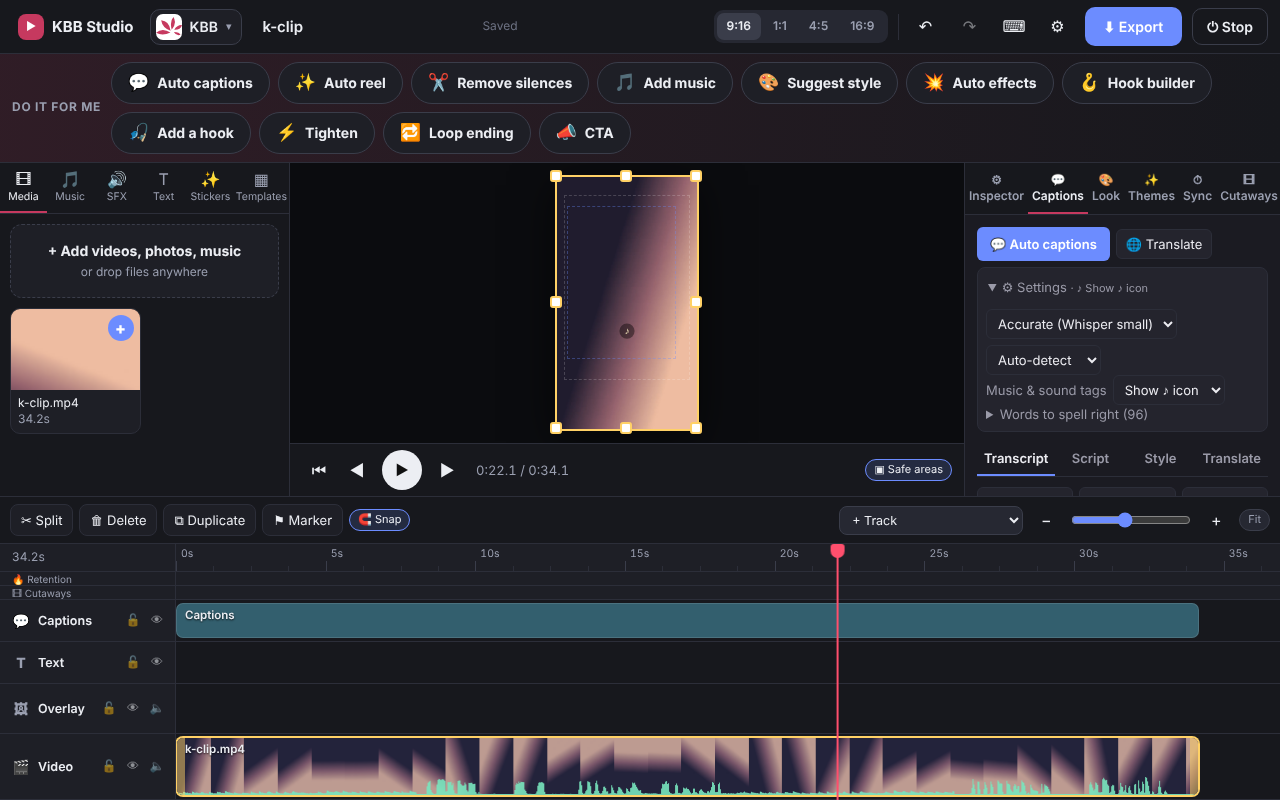 KBB Studio
KBB
k-clip
Saved
9:16 1:1 4:5 16:9
Export
Stop
DO IT FOR ME
Auto captions
Auto reel
Remove silences
Add music
Suggest style
Auto effects
Hook builder
Add a hook
Tighten
Loop ending
CTA
Media Music SFX Text Stickers Templates
+ Add videos, photos, music
or drop files anywhere
k-clip.mp4
34.2s
0:22.1 / 0:34.1
Safe areas
Inspector Captions Look Themes Sync Cutaways
Auto captions
Translate
Settings · ♪ Show ♪ icon
Accurate (Whisper small)
Auto-detect
Music & sound tags Show ♪ icon
Words to spell right (96)
Transcript Script Style Translate
Split
Delete
Duplicate
Marker
Snap
+ Track
Fit
34.2s
0s 5s 10s 15s 20s 25s 30s 35s
Retention
Cutaways
Captions
Captions
Text
Overlay
Video
k-clip.mp4